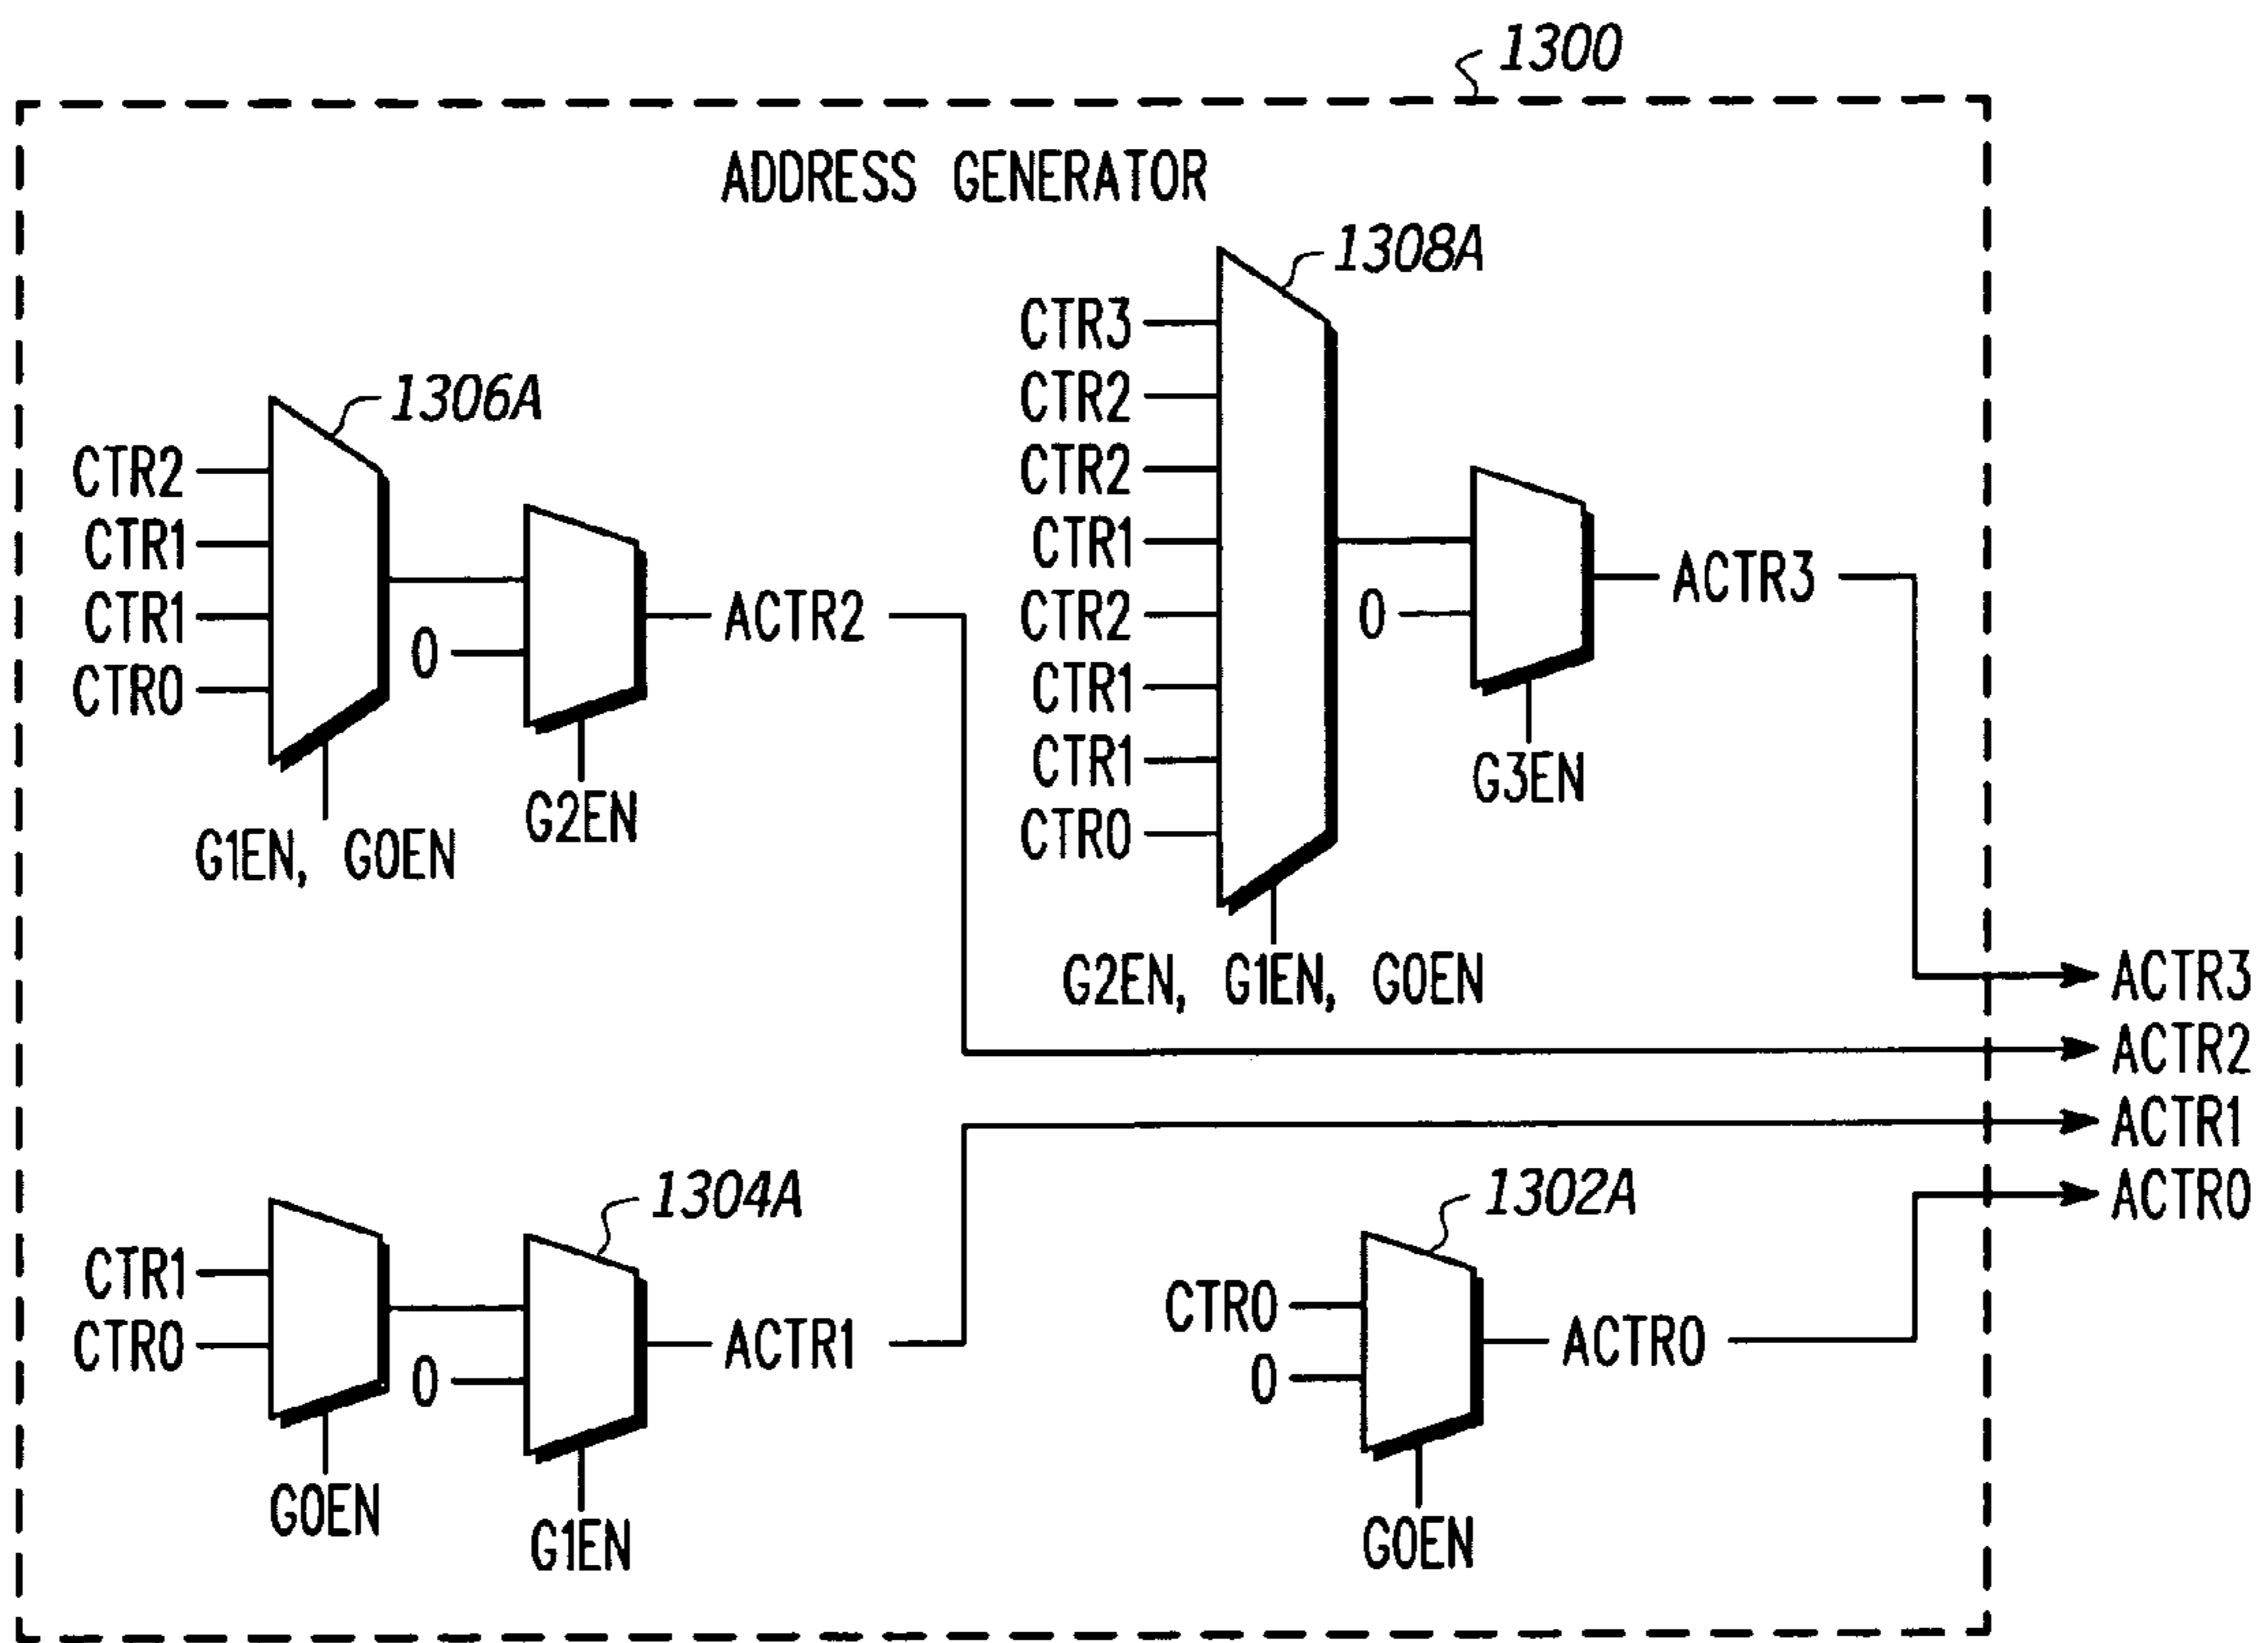 1300
ADDRESS GENERATOR
1308A
CTR3
CTR2
CTR2
CTR1
CTR2
CTR1
CTR1
CTR0
0
ACTR3
G3EN
G2EN, G1EN, G0EN
1306A
CTR2
CTR1
CTR1
CTR0
0
ACTR2
G2EN
G1EN, G0EN
ACTR3
ACTR2
ACTR1
ACTR0
1304A
CTR1
CTR0
0
ACTR1
G0EN
G1EN
1302A
CTR0
0
ACTR0
G0EN